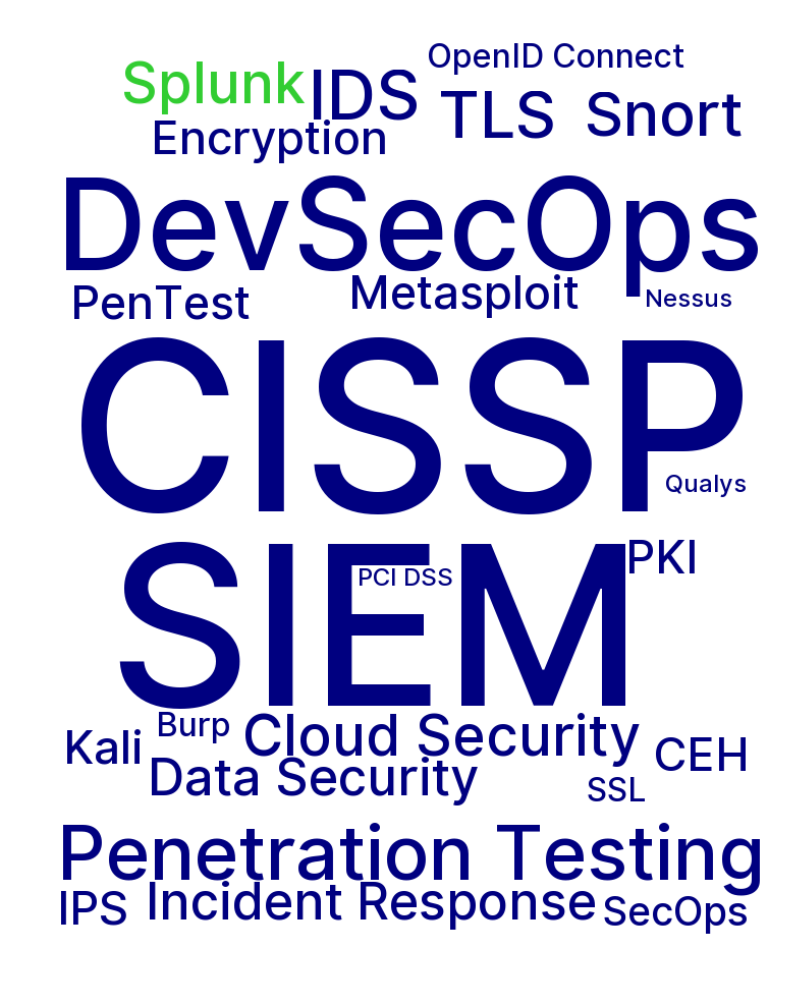 OpenID Connect
Splunk IDS TLS Snort
Encryption
DevSecOps
PenTest Metasploit Nessus
CISSP
Qualys
SIEM PKI
PCI DSS
Kali Burp Cloud Security CEH
Data Security SSL
Penetration Testing
IPS Incident Response SecOps